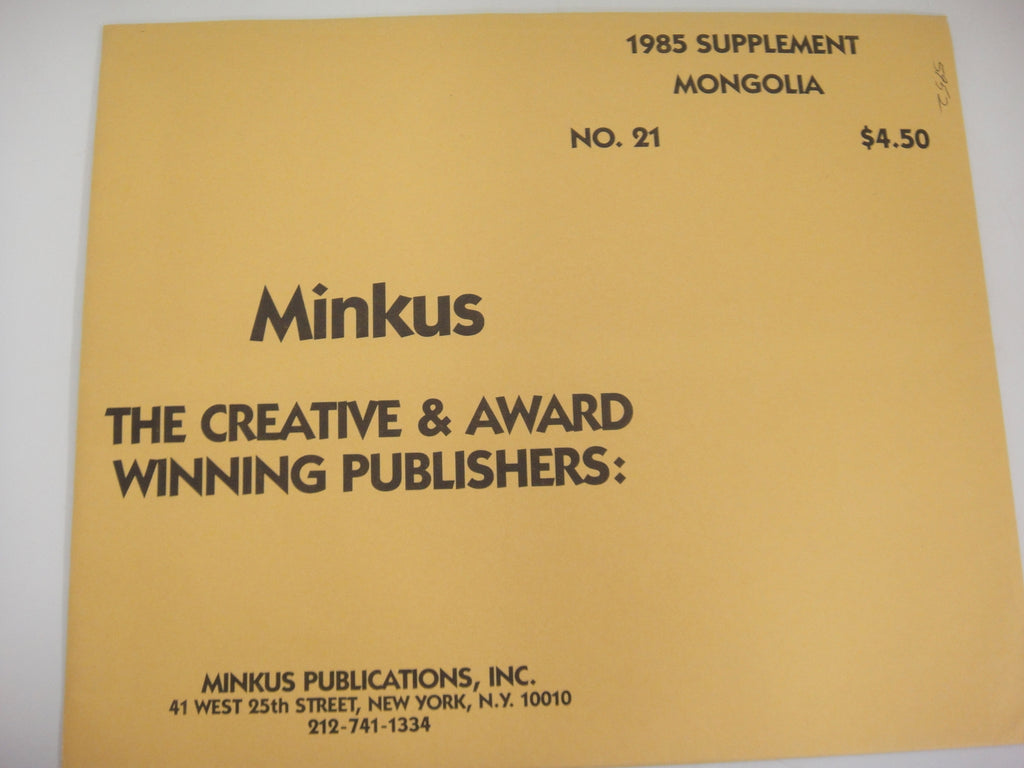 1985 SUPPLEMENT
MONGOLIA
NO. 21 $4.50
Minkus
THE CREATIVE & AWARD
WINNING PUBLISHERS:
MINKUS PUBLICATIONS, INC.
41 WEST 25th STREET, NEW YORK, N.Y. 10010
212-741-1334